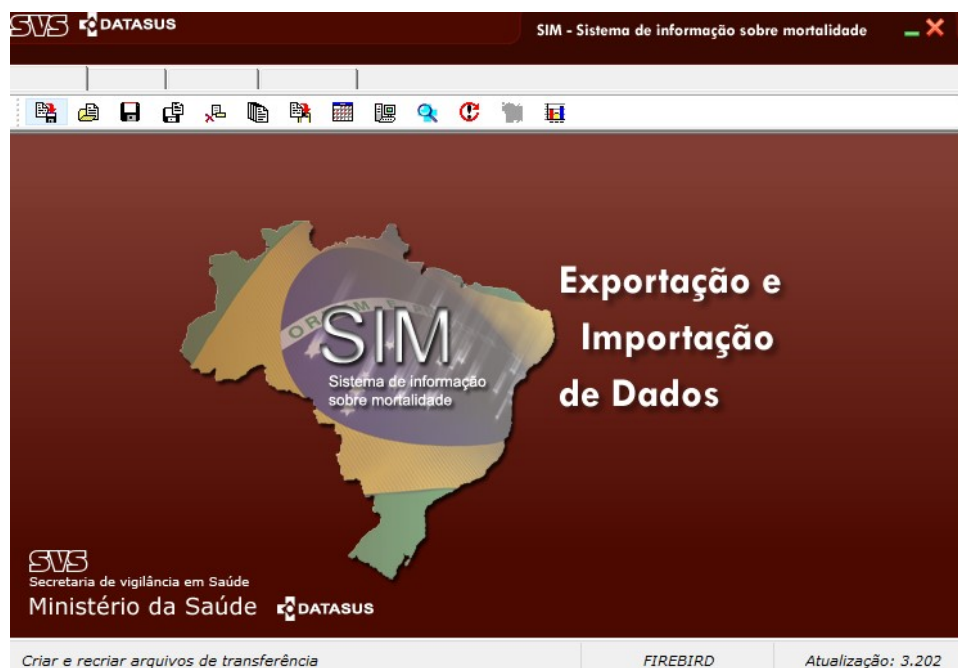 SVS DATASUS
SIM - Sistema de informação sobre mortalidade
ORDEM
SIM
Sistema de informação
sobre mortalidade
Exportação e
Importação
de Dados
SVS
Secretaria de vigilância em Saúde
Ministério da Saúde DATASUS
Criar e recriar arquivos de transferência FIREBIRD Atualização: 3.202